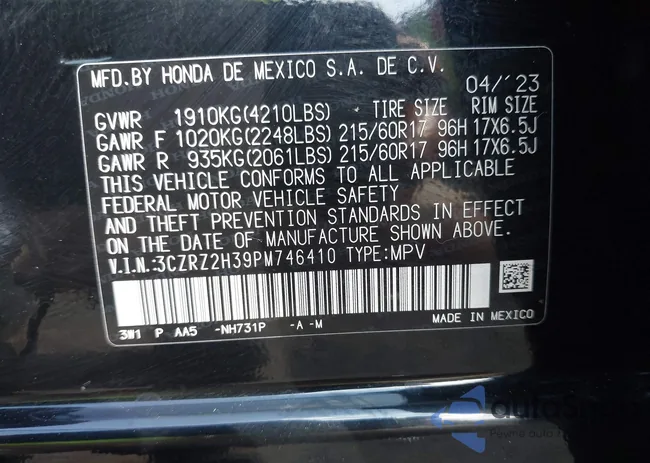 MFD.BY HONDA DE MEXICO S.A. DE C.V.
04/'23
GVWR 1910KG(4210LBS) TIRE SIZE RIM SIZE
GAWR F 1020KG(2248LBS) 215/60R17 96H 17X6.5J
GAWR R 935KG(2061LBS) 215/60R17 96H 17X6.5J
THIS VEHICLE CONFORMS TO ALL APPLICABLE
FEDERAL MOTOR VEHICLE SAFETY
AND THEFT PREVENTION STANDARDS IN EFFECT
ON THE DATE OF MANUFACTURE SHOWN ABOVE.
V.I.N.3CZRZ2H39PM746410 TYPE:MPV
3W1 P AA5 -NH731P -A -M MADE IN MEXICO